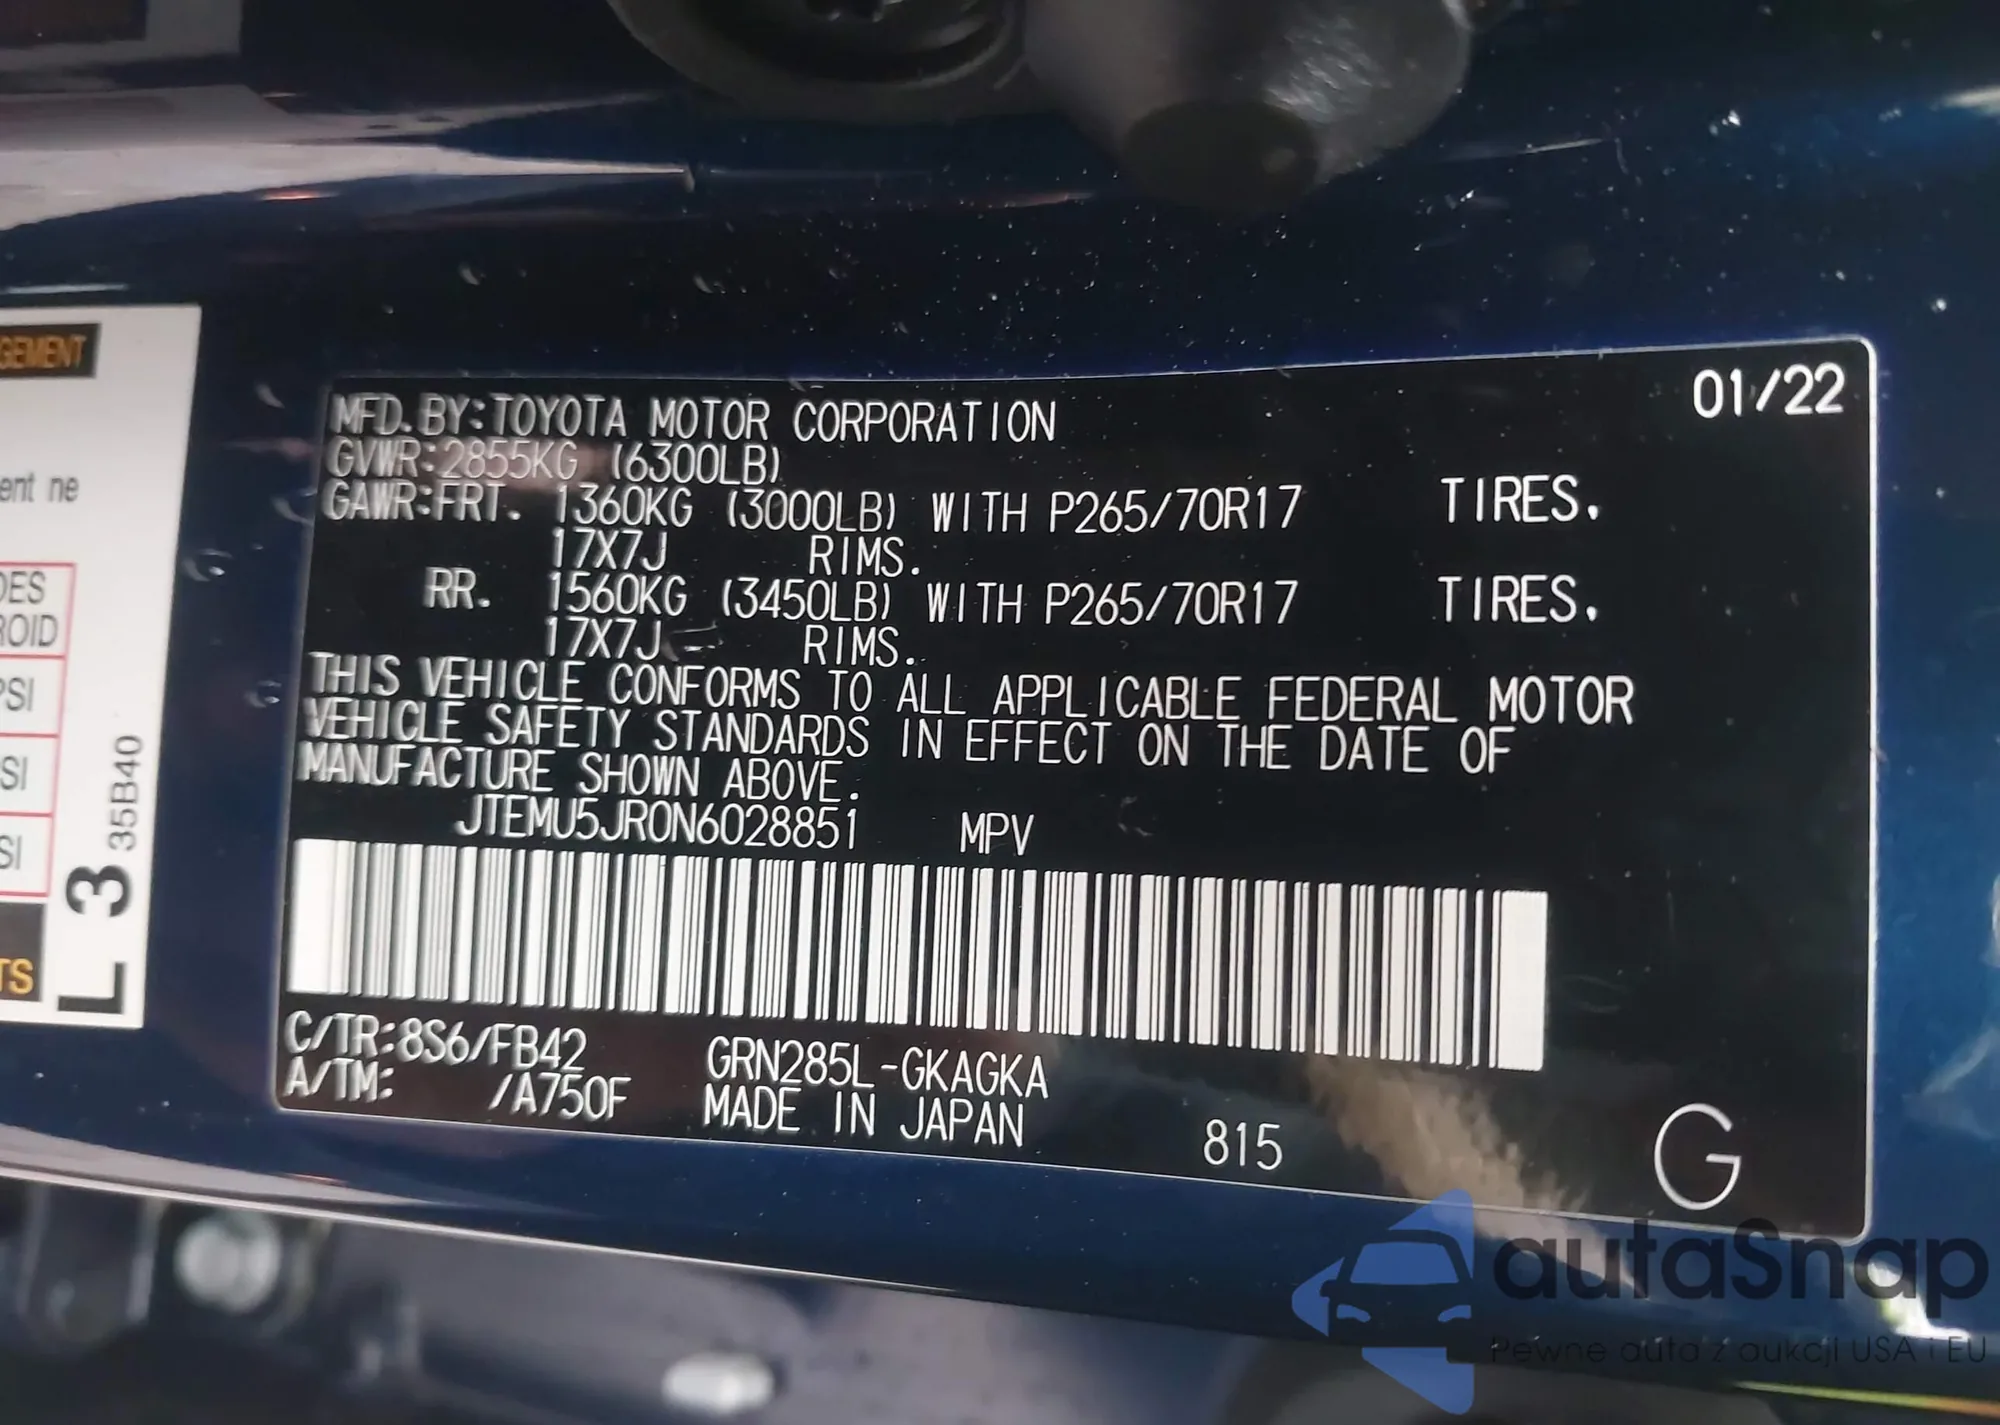 GEMENT
ent ne
DES
ROID
PSI
SI
SI
TS
L 3 35B40
01/22
MFD. BY:TOYOTA MOTOR CORPORATION
GVWR:2855KG (6300LB)
GAWR:FRT. 1360KG (3000LB) WITH P265/70R17 TIRES.
17X7J RIMS.
RR. 1560KG (3450LB) WITH P265/70R17 TIRES.
17X7J RIMS.
THIS VEHICLE CONFORMS TO ALL APPLICABLE FEDERAL MOTOR
VEHICLE SAFETY STANDARDS IN EFFECT ON THE DATE OF
MANUFACTURE SHOWN ABOVE.
JTEMU5JR0N6028851 MPV
C/TR:8S6/FB42 GRN285L-GKAGKA
A/TM: /A750F MADE IN JAPAN 815
G
autaSnap
Pewne auta z aukcji USA i EU